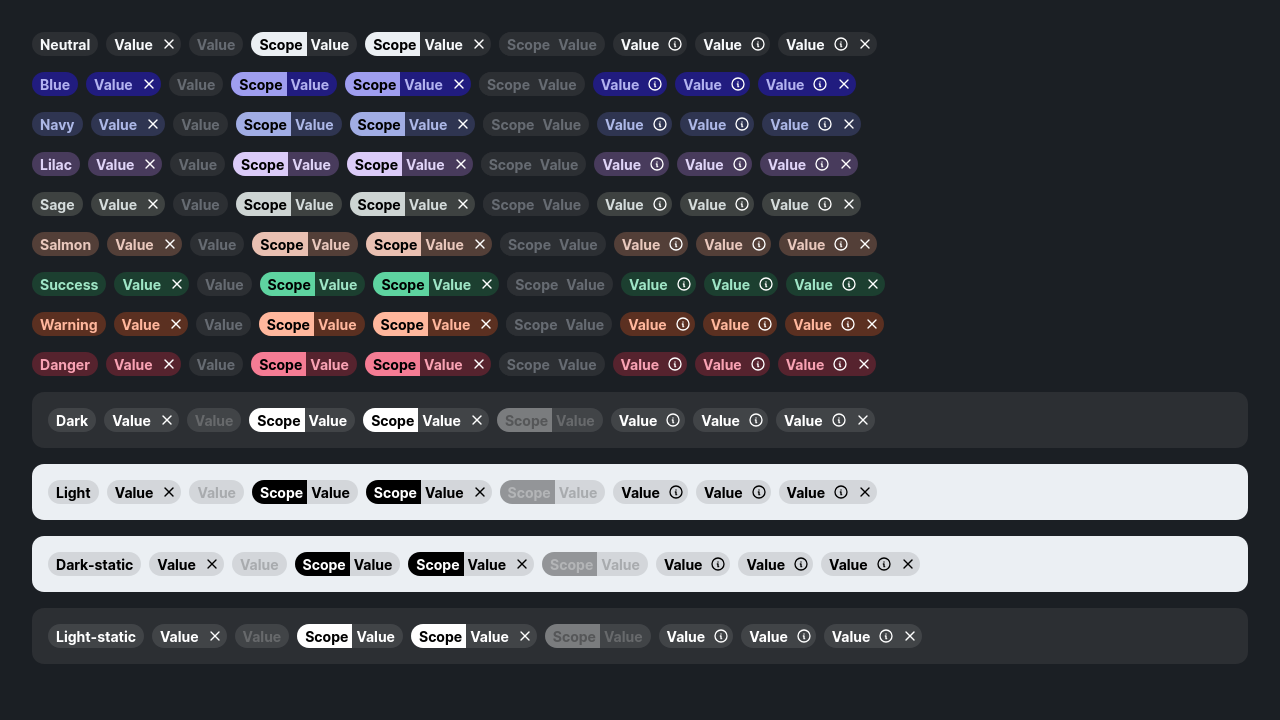 Neutral Value Value Scope Value Scope Value Scope Value Value Value Value
Blue Value Value Scope Value Scope Value Scope Value Value Value Value
Navy Value Value Scope Value Scope Value Scope Value Value Value Value
Lilac Value Value Scope Value Scope Value Scope Value Value Value Value
Sage Value Value Scope Value Scope Value Scope Value Value Value Value
Salmon Value Value Scope Value Scope Value Scope Value Value Value Value
Success Value Value Scope Value Scope Value Scope Value Value Value Value
Warning Value Value Scope Value Scope Value Scope Value Value Value Value
Danger Value Value Scope Value Scope Value Scope Value Value Value Value
Dark Value Value Scope Value Scope Value Scope Value Value Value Value
Light Value Value Scope Value Scope Value Scope Value Value Value Value
Dark-static Value Value Scope Value Scope Value Scope Value Value Value Value
Light-static Value Value Scope Value Scope Value Scope Value Value Value Value